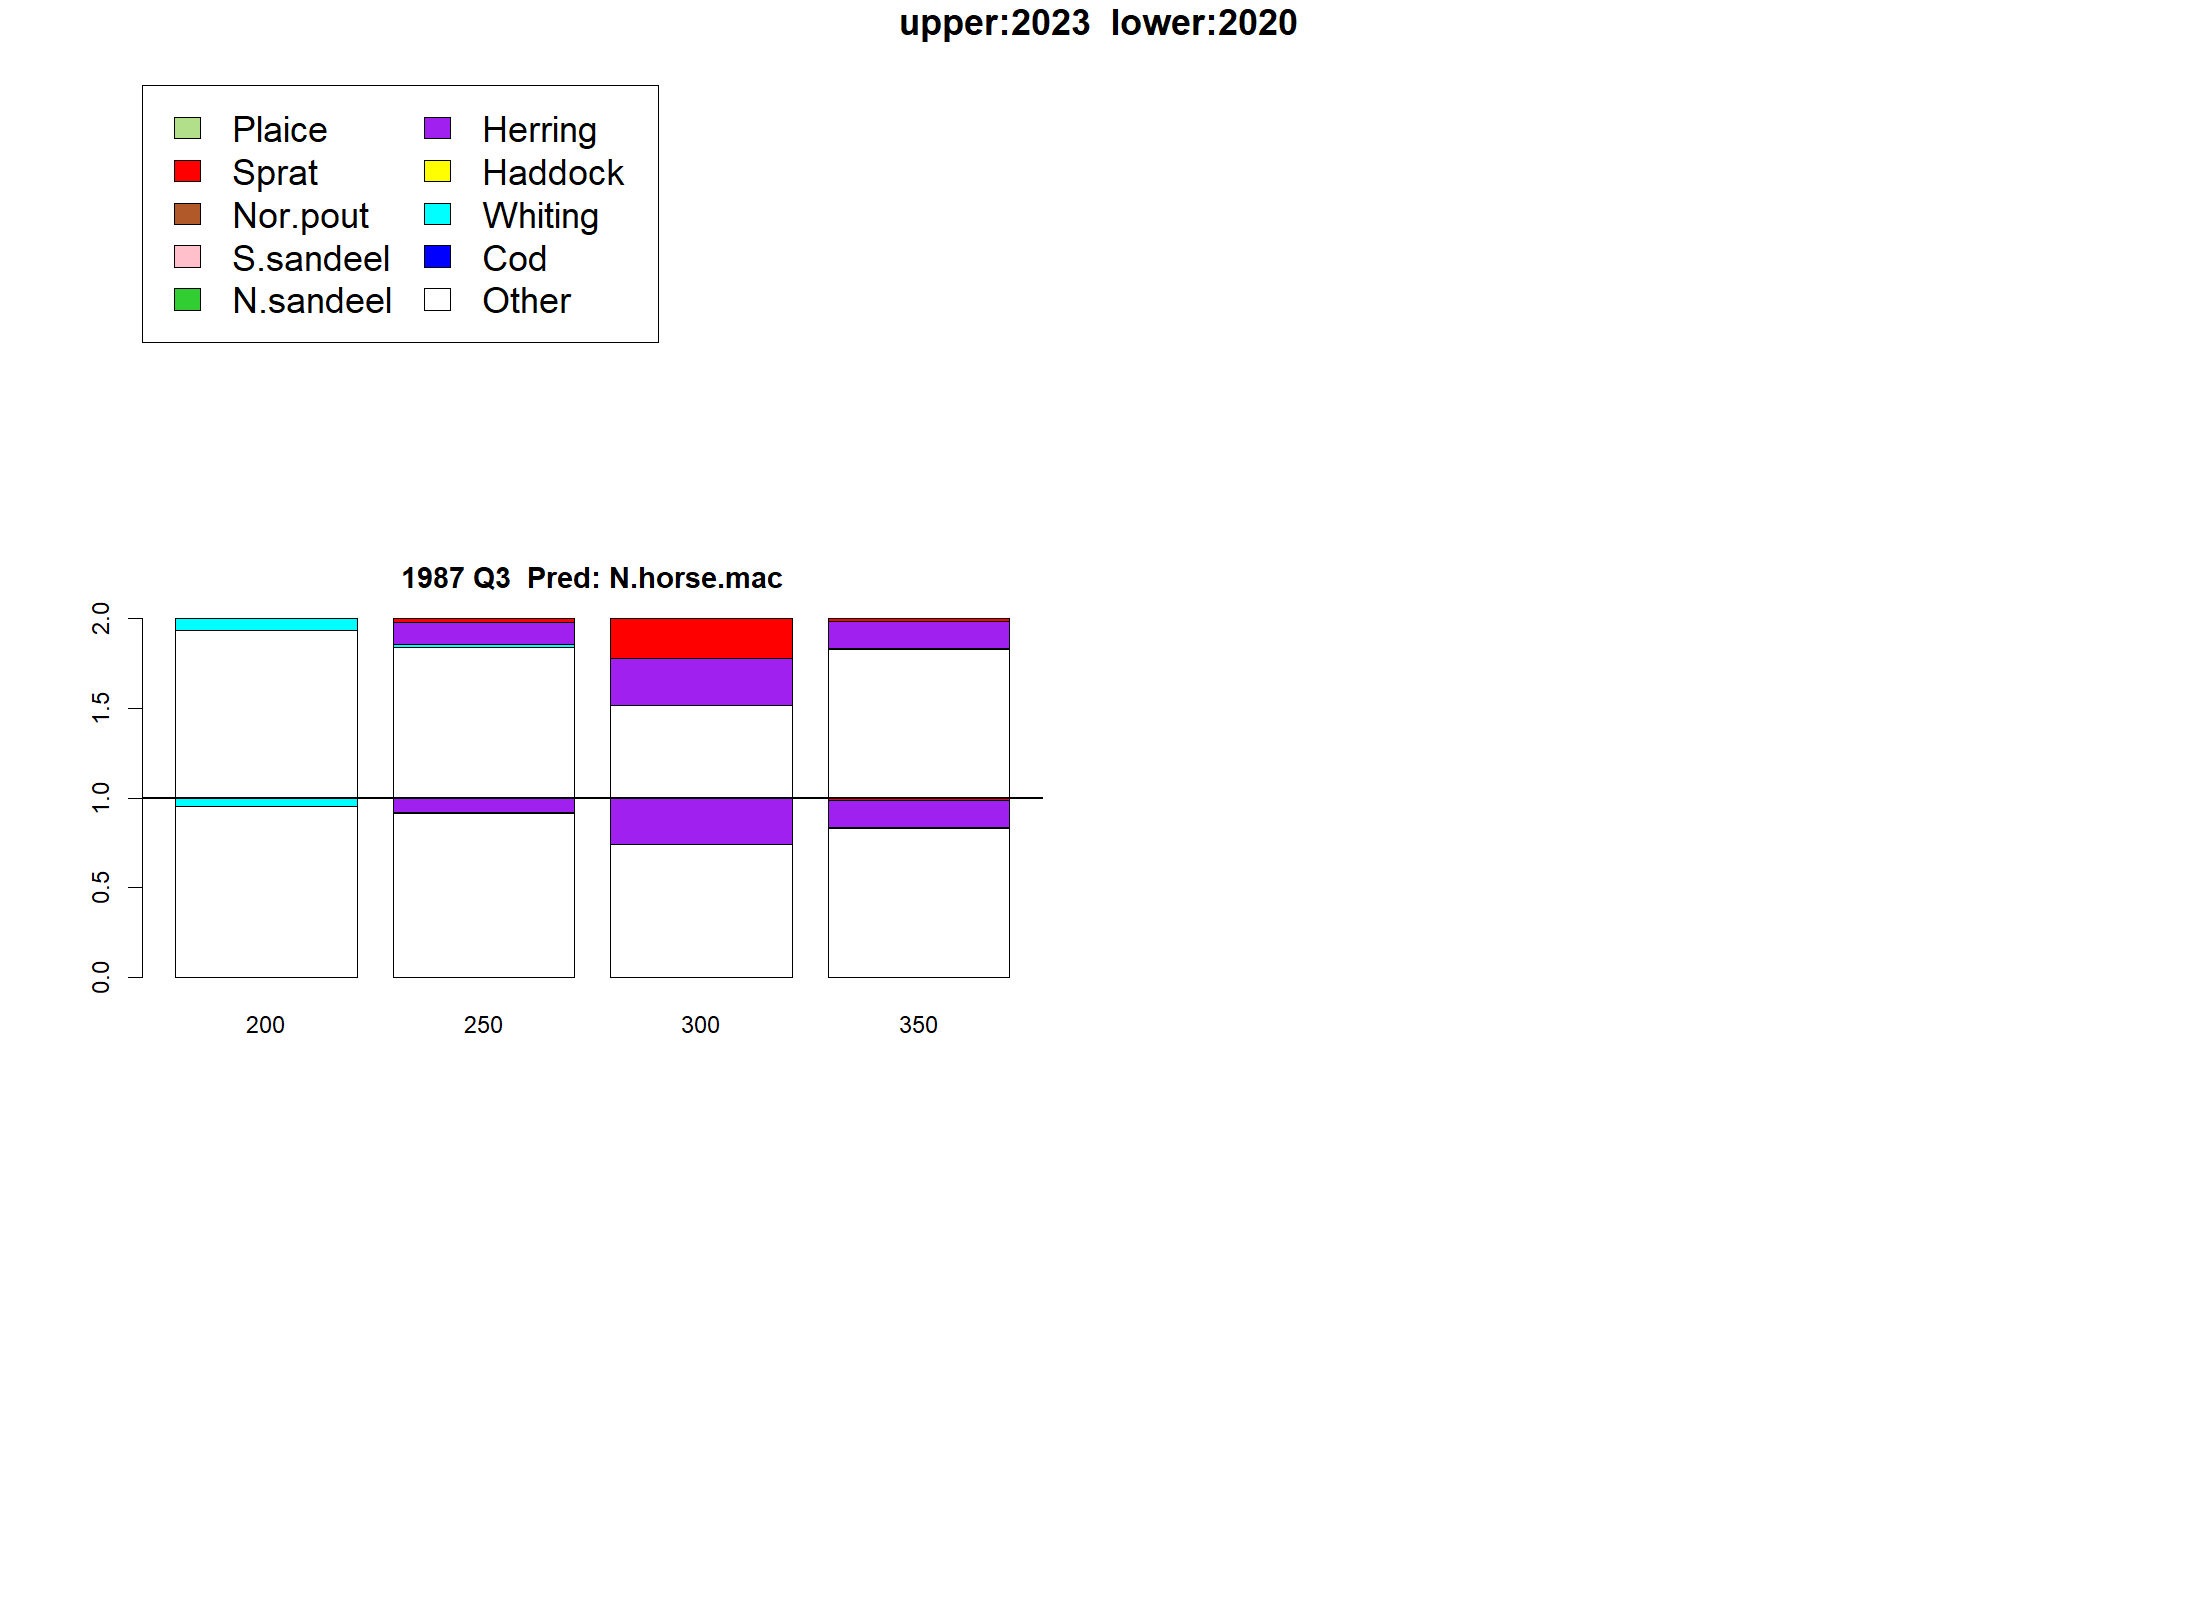 upper:2023  lower:2020
Plaice
Sprat
Nor.pout
S.sandeel
N.sandeel
Herring
Haddock
Whiting
Cod
Other
1987 Q3  Pred: N.horse.mac
2.0
1.5
1.0
0.5
0.0
200 250 300 350